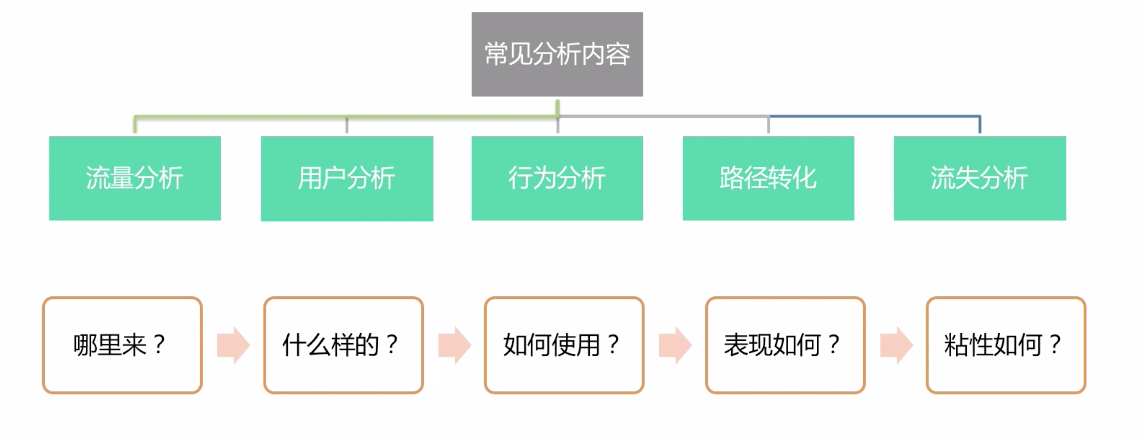 常见分析内容
流量分析
用户分析
行为分析
路径转化
流失分析
哪里来？
什么样的？
如何使用？
表现如何？
粘性如何？